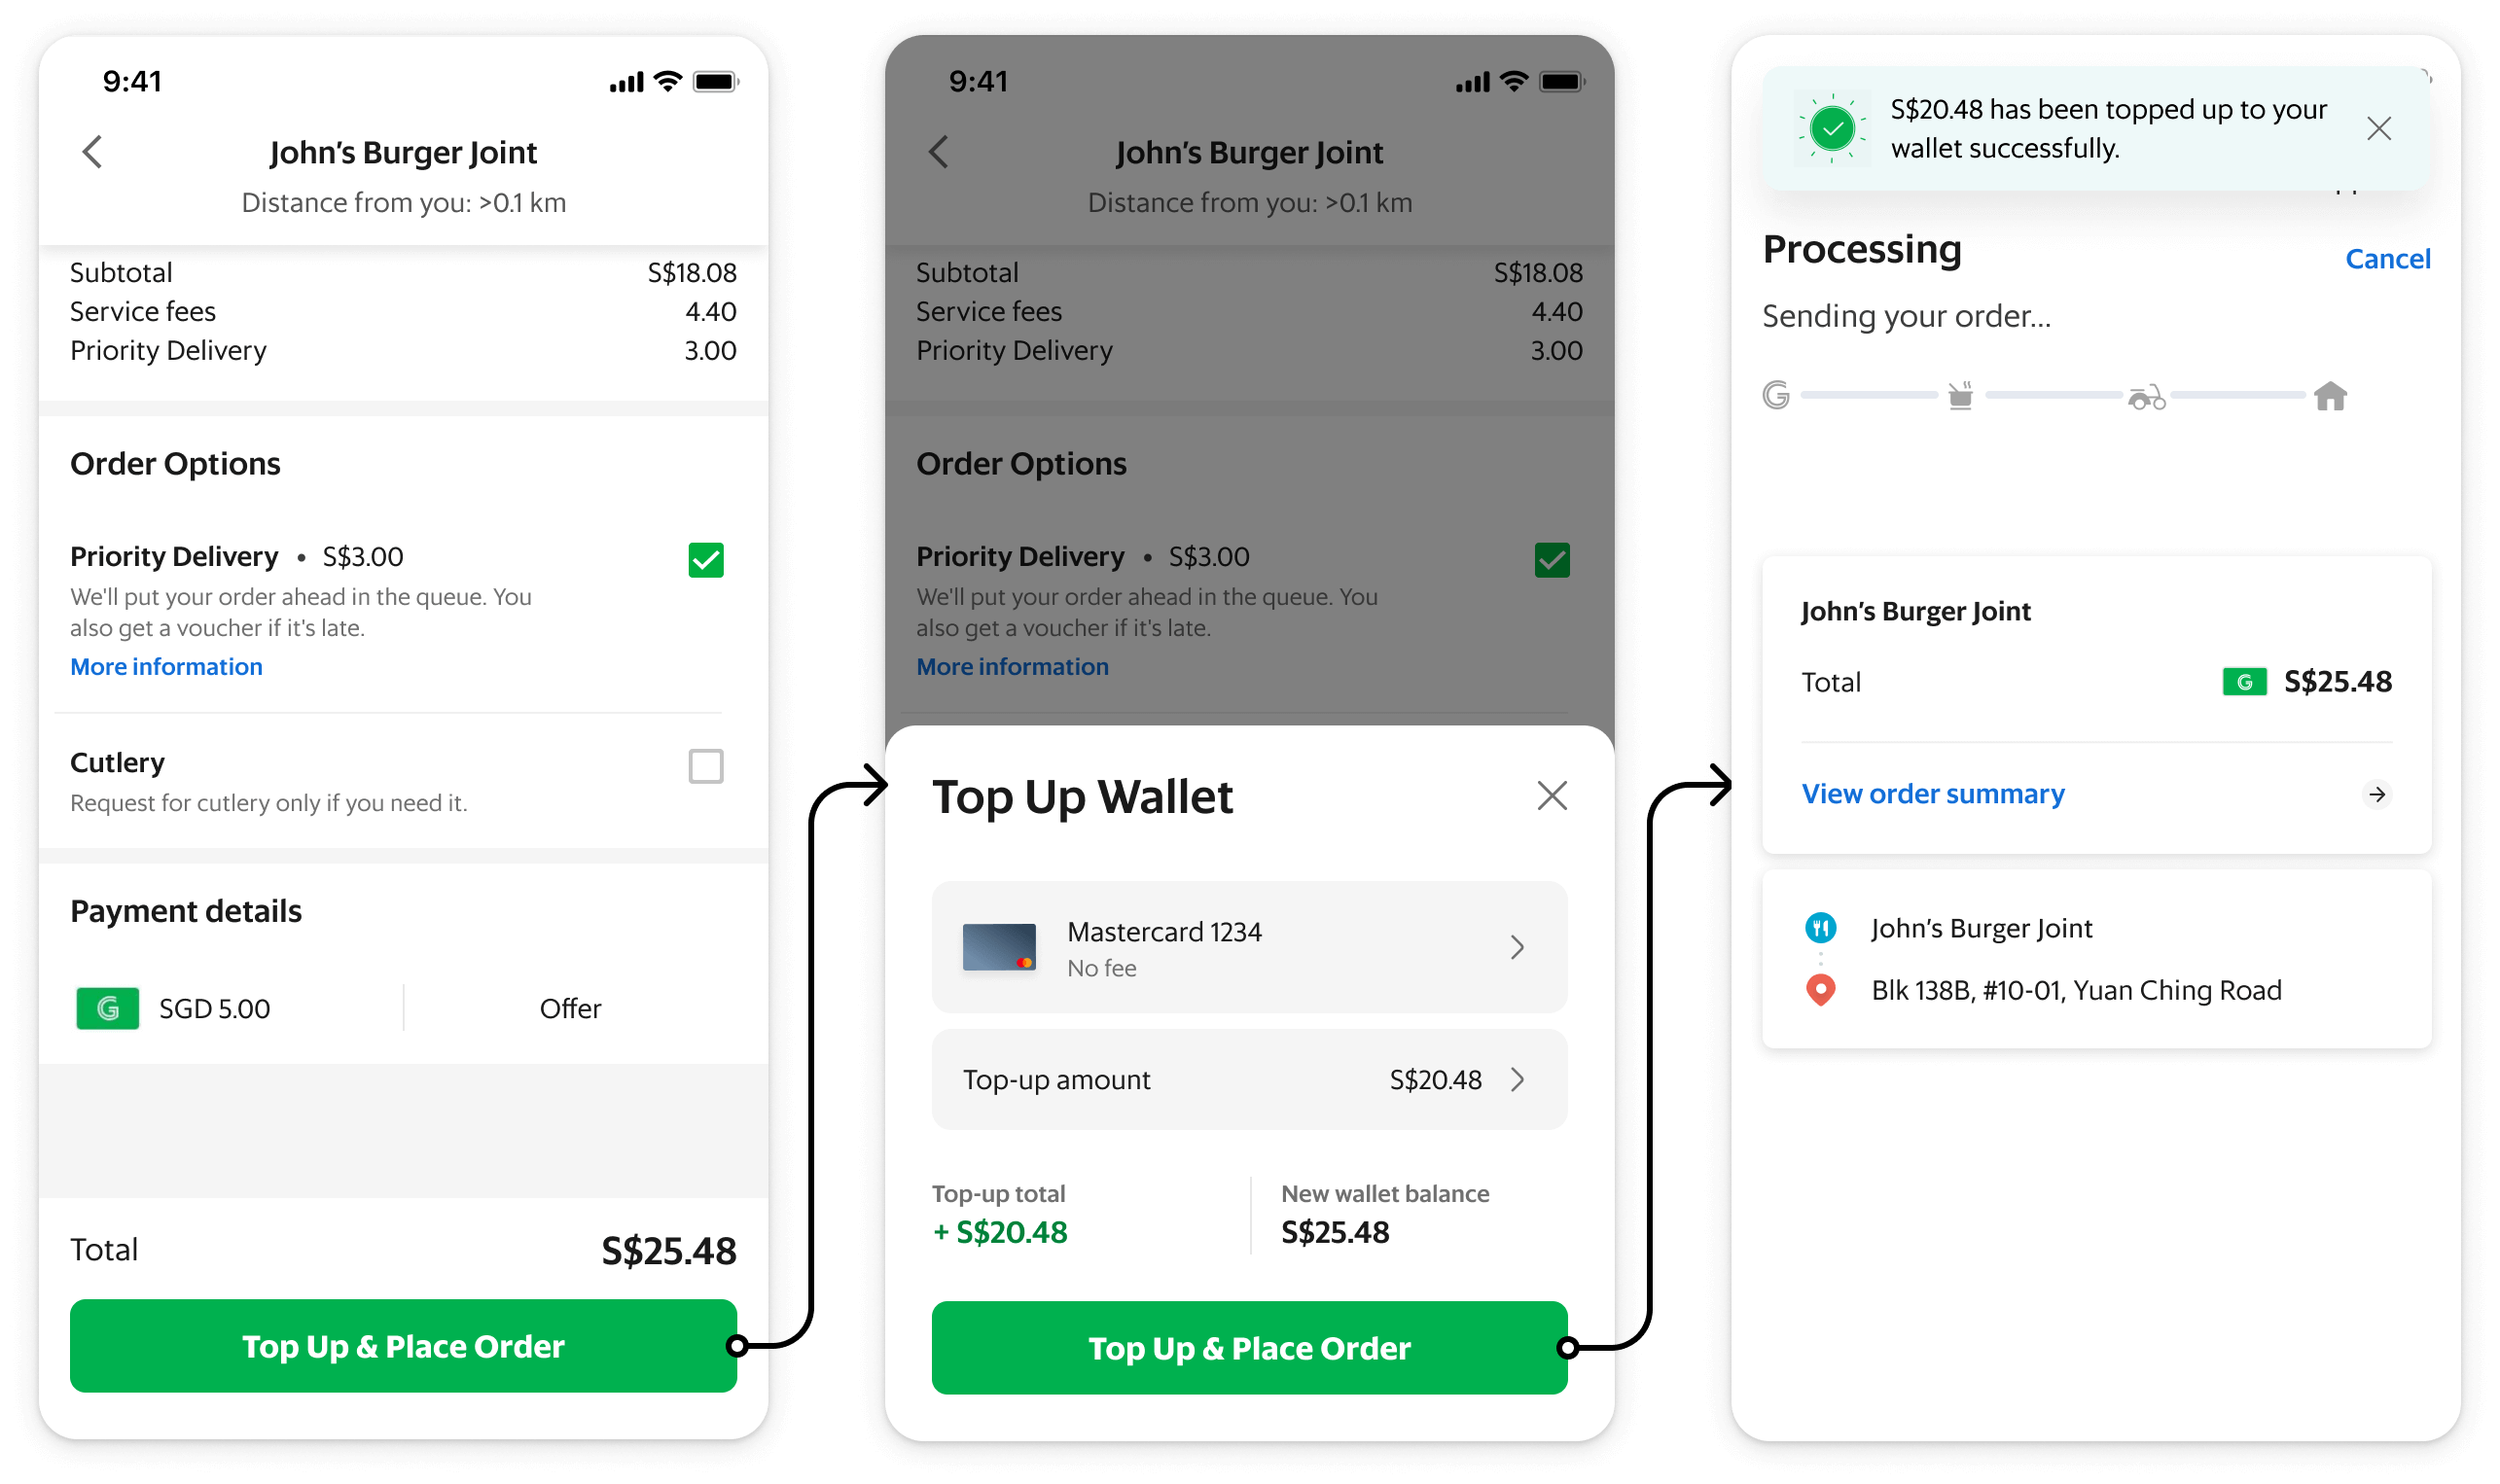 9:41
John's Burger Joint
Distance from you: >0.1 km
Subtotal S$18.08
Service fees 4.40
Priority Delivery 3.00
Order Options
Priority Delivery • S$3.00
We'll put your order ahead in the queue. You
also get a voucher if it's late.
More information
Cutlery
Request for cutlery only if you need it.
Payment details
G SGD 5.00 Offer
Total S$25.48
Top Up & Place Order
9:41
John's Burger Joint
Distance from you: >0.1 km
Subtotal S$18.08
Service fees 4.40
Priority Delivery 3.00
Order Options
Priority Delivery • S$3.00
We'll put your order ahead in the queue. You
also get a voucher if it's late.
More information
Top Up Wallet
Mastercard 1234
No fee
Top-up amount S$20.48
Top-up total
+ S$20.48
New wallet balance
S$25.48
Top Up & Place Order
S$20.48 has been topped up to your
wallet successfully.
Processing Cancel
Sending your order...
G
John's Burger Joint
Total G S$25.48
View order summary
John's Burger Joint
Blk 138B, #10-01, Yuan Ching Road